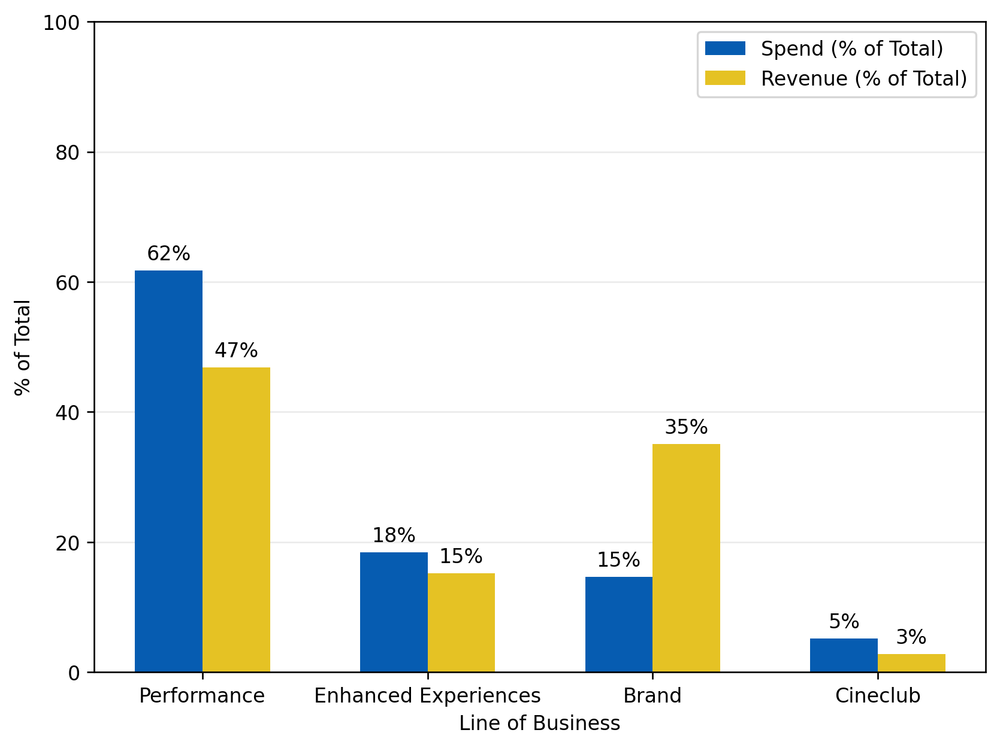 100
80
60
40
20
0
% of Total
Spend (% of Total)
Revenue (% of Total)
62%
47%
18%
15%
15%
35%
5%
3%
Performance
Enhanced Experiences
Brand
Cineclub
Line of Business